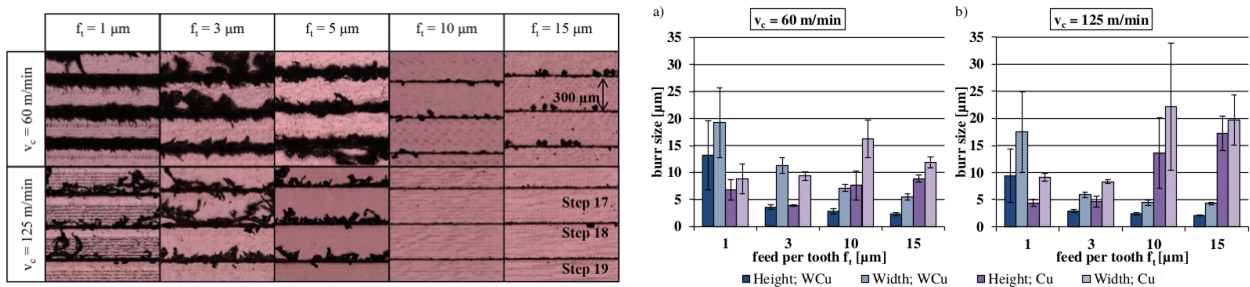 f_t = 1 µm
f_t = 3 µm
f_t = 5 µm
f_t = 10 µm
f_t = 15 µm
v_c = 60 m/min
300 µm
v_c = 125 m/min
Step 17
Step 18
Step 19
a)
v_c = 60 m/min
burr size [µm]
35
30
25
20
15
10
5
0
1
3
10
15
feed per tooth f_t [µm]
b)
v_c = 125 m/min
burr size [µm]
35
30
25
20
15
10
5
0
1
3
10
15
feed per tooth f_t [µm]
Height; WCu
Width; WCu
Height; Cu
Width; Cu